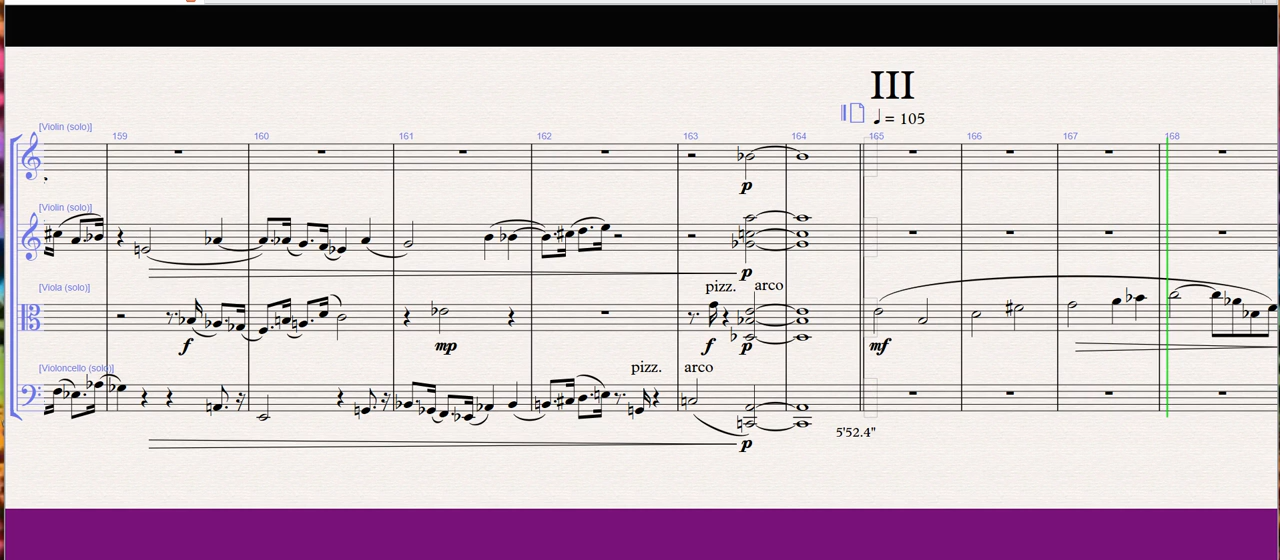 III
♩ = 105
[Violin (solo)]
159 160 161 162 163 164 165 166 167 168
p
[Violin (solo)]
p
[Viola (solo)]
pizz. arco
f mp f p mf
[Violoncello (solo)]
pizz. arco
5'52.4"
p